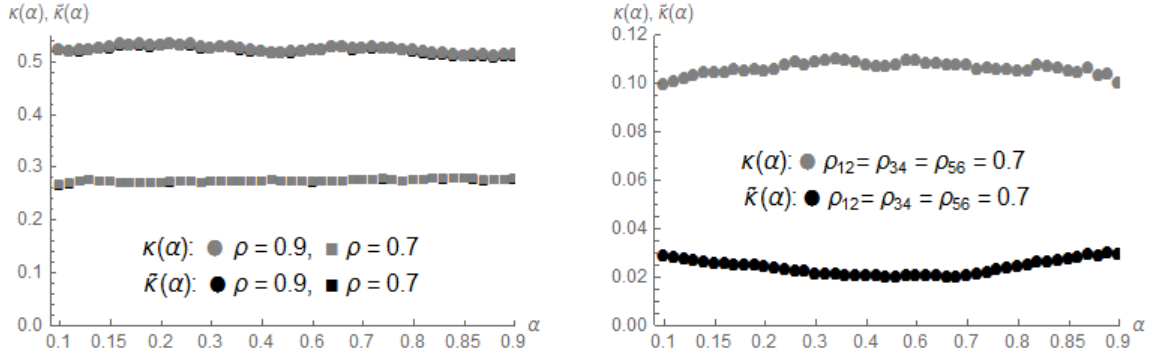 κ(α), κ̃(α)
0.5
0.4
0.3
0.2
0.1
0.0
κ(α): ● ρ = 0.9, ■ ρ = 0.7
κ̃(α): ● ρ = 0.9, ■ ρ = 0.7
0.1 0.15 0.2 0.3 0.4 0.5 0.6 0.7 0.8 0.85 0.9 α
κ(α), κ̃(α)
0.12
0.10
0.08
0.06
0.04
0.02
0.00
κ(α): ● ρ₁₂= ρ₃₄ = ρ₅₆ = 0.7
κ̃(α): ● ρ₁₂= ρ₃₄ = ρ₅₆ = 0.7
0.1 0.15 0.2 0.3 0.4 0.5 0.6 0.7 0.8 0.85 0.9 α